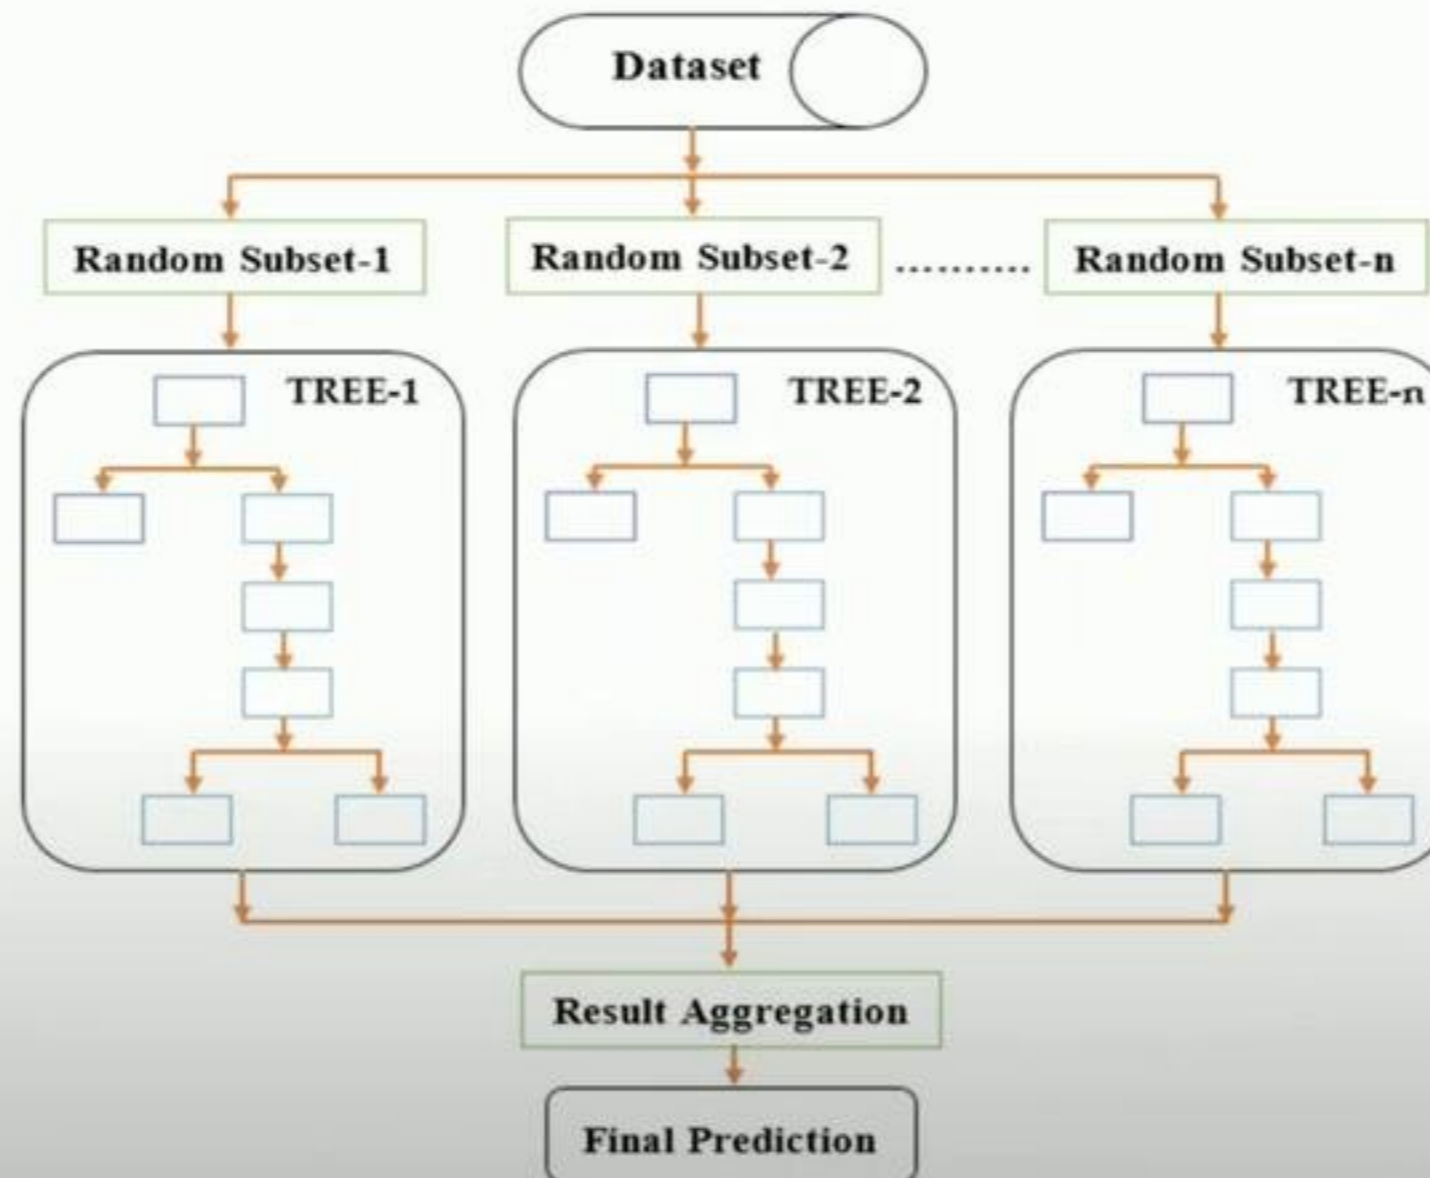 Dataset
Random Subset-1
Random Subset-2
..........
Random Subset-n
TREE-1
TREE-2
TREE-n
Result Aggregation
Final Prediction